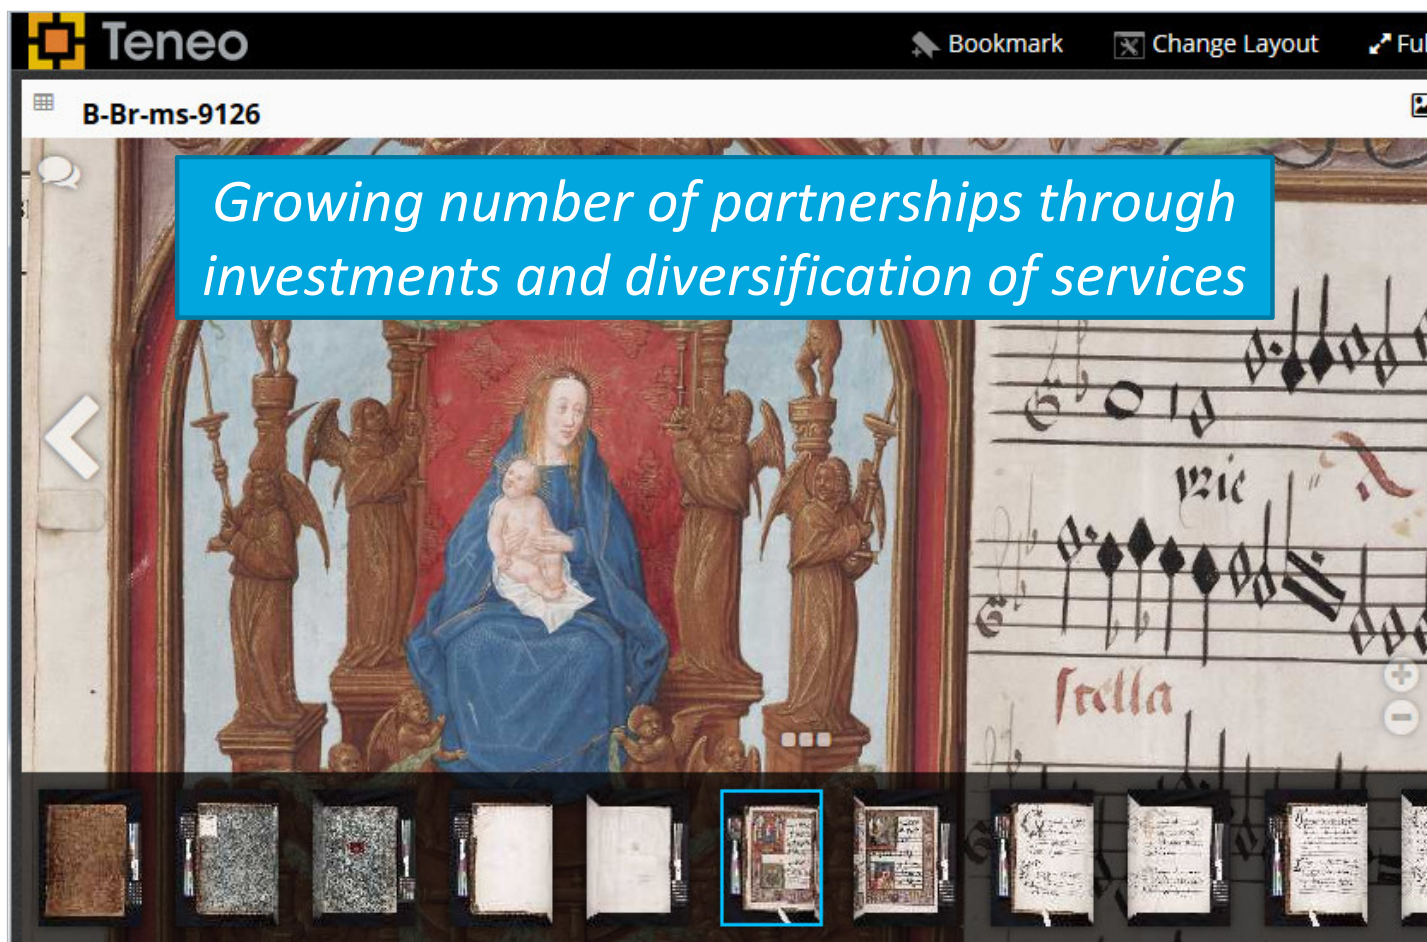 Teneo
Bookmark
Change Layout
Ful
B-Br-ms-9126
Growing number of partnerships through
investments and diversification of services
yrie
stella